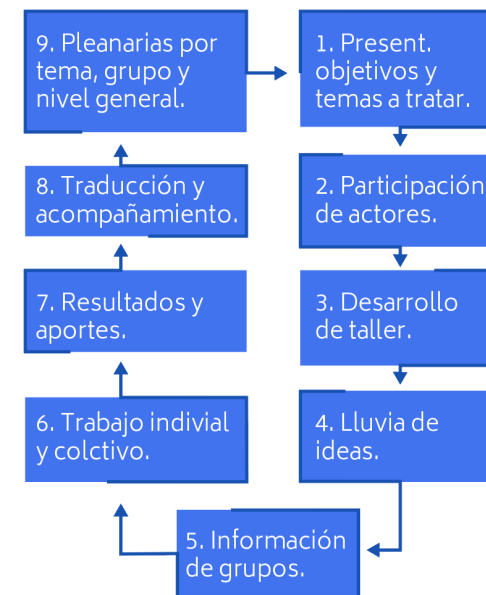 1. Present.
objetivos y
temas a tratar.
2. Participación
de actores.
3. Desarrollo
de taller.
4. Lluvia de
ideas.
5. Información
de grupos.
6. Trabajo indivial
y colctivo.
7. Resultados y
aportes.
8. Traducción y
acompañamiento.
9. Pleanarias por
tema, grupo y
nivel general.